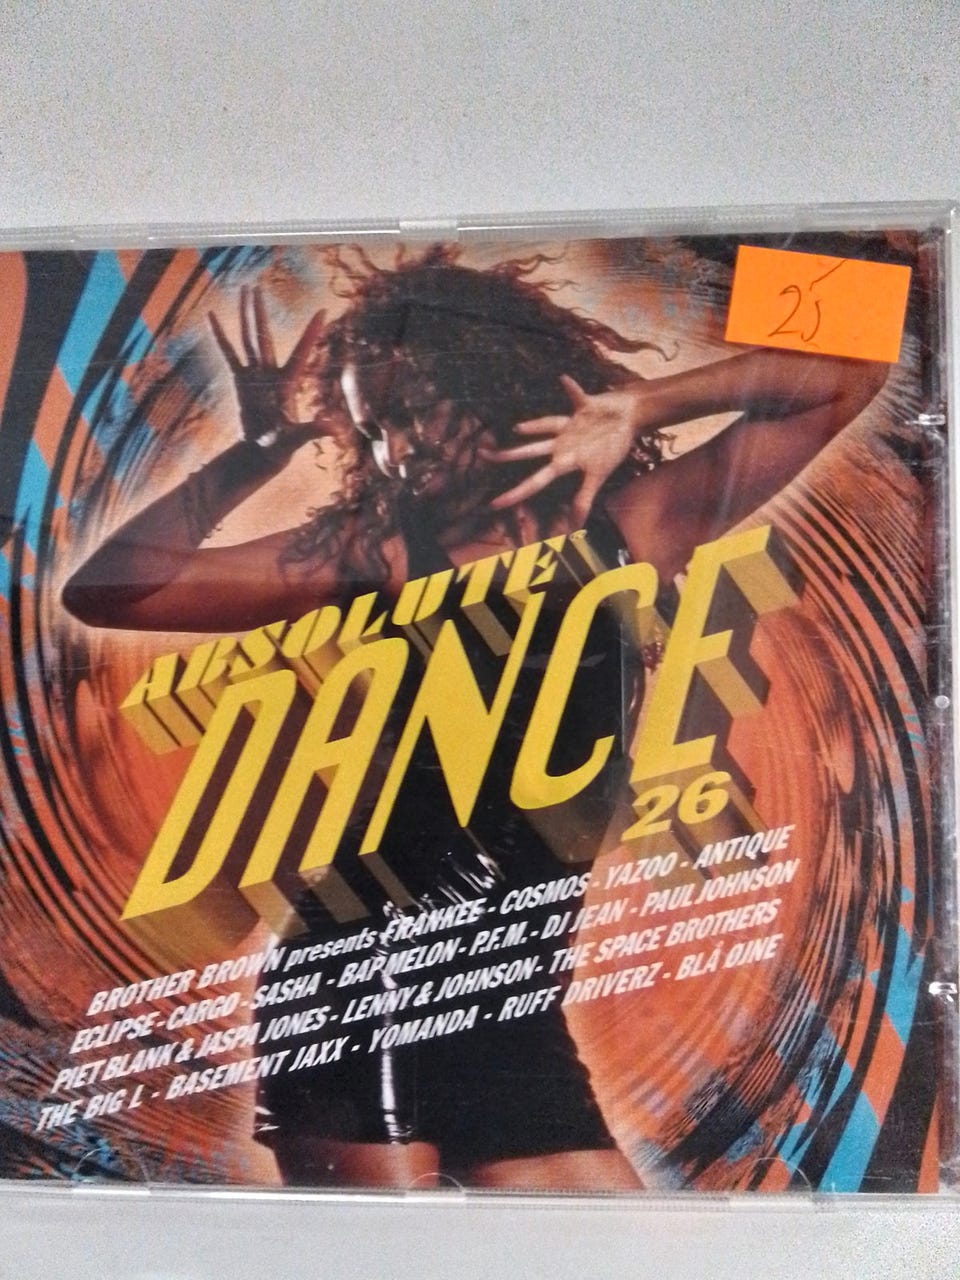 25
ABSOLUTE
DANCE
26
BROTHER BROWN presents FRANKEE - COSMOS - YAZOO - ANTIQUE
ECLIPSE - CARGO - SASHA - BAP MELON - P.F.M. - DJ JEAN - PAUL JOHNSON
PIET BLANK & JASPA JONES - LENNY & JOHNSON - THE SPACE BROTHERS
THE BIG L - BASEMENT JAXX - YOMANDA - RUFF DRIVERZ - BLÅ ØJNE